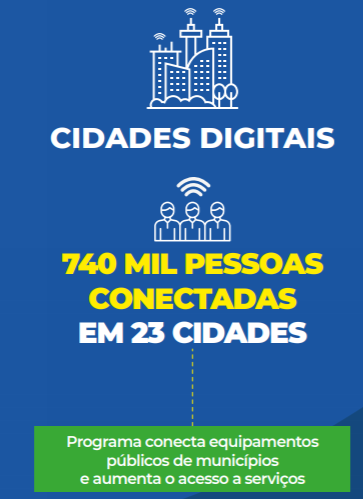 CIDADES DIGITAIS
740 MIL PESSOAS
CONECTADAS
EM 23 CIDADES
Programa conecta equipamentos
públicos de municípios
e aumenta o acesso a serviços